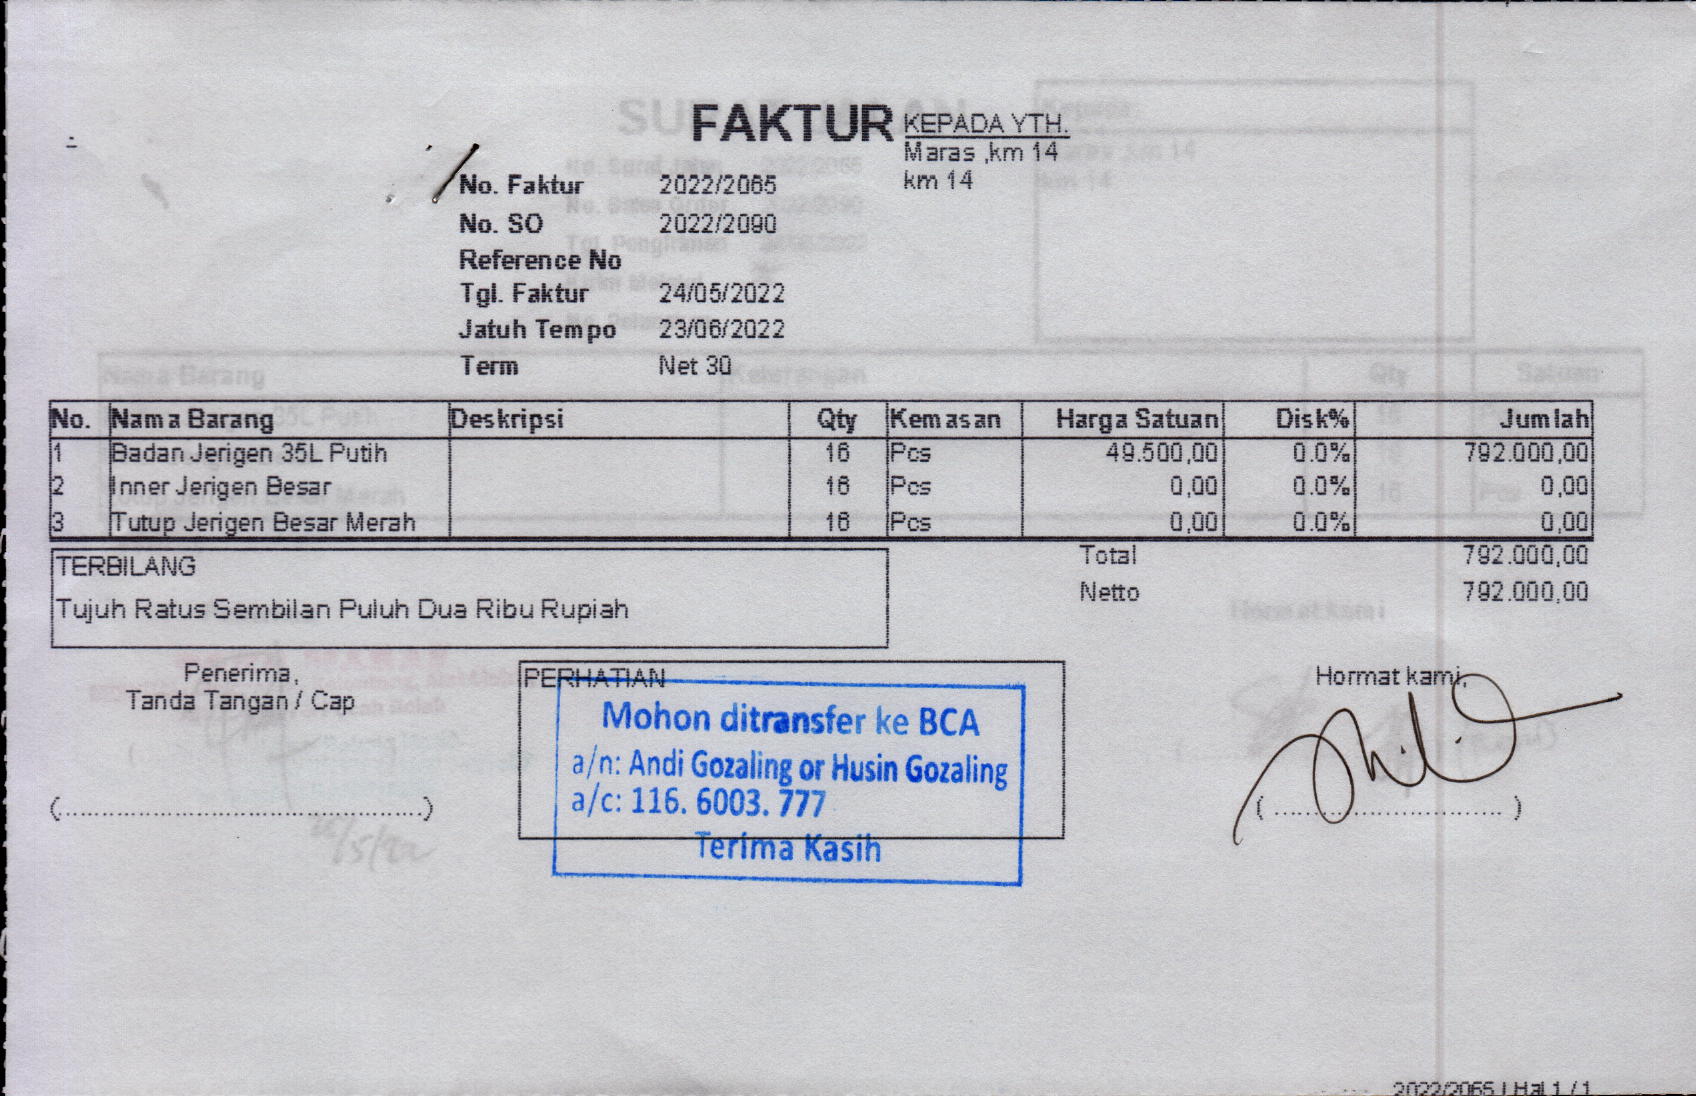 FAKTUR
KEPADA YTH.
Maras ,km 14
km 14
No. Faktur 2022/2065
No. SO 2022/2090
Reference No
Tgl. Faktur 24/05/2022
Jatuh Tempo 23/06/2022
Term Net 30
No. Nama Barang Deskripsi Qty Kemasan Harga Satuan Disk% Jumlah
1 Badan Jerigen 35L Putih 16 Pcs 49.500,00 0.0% 792.000,00
2 Inner Jerigen Besar 16 Pcs 0,00 0.0% 0,00
3 Tutup Jerigen Besar Merah 16 Pcs 0,00 0.0% 0,00
Total 792.000,00
Netto 792.000,00
TERBILANG
Tujuh Ratus Sembilan Puluh Dua Ribu Rupiah
Penerima,
Tanda Tangan / Cap
(..........................................)
PERHATIAN
Mohon ditransfer ke BCA
a/n: Andi Gozaling or Husin Gozaling
a/c: 116. 6003. 777
Terima Kasih
Hormat kami,
( .............................. )
2022/2065 / Hal 1 / 1